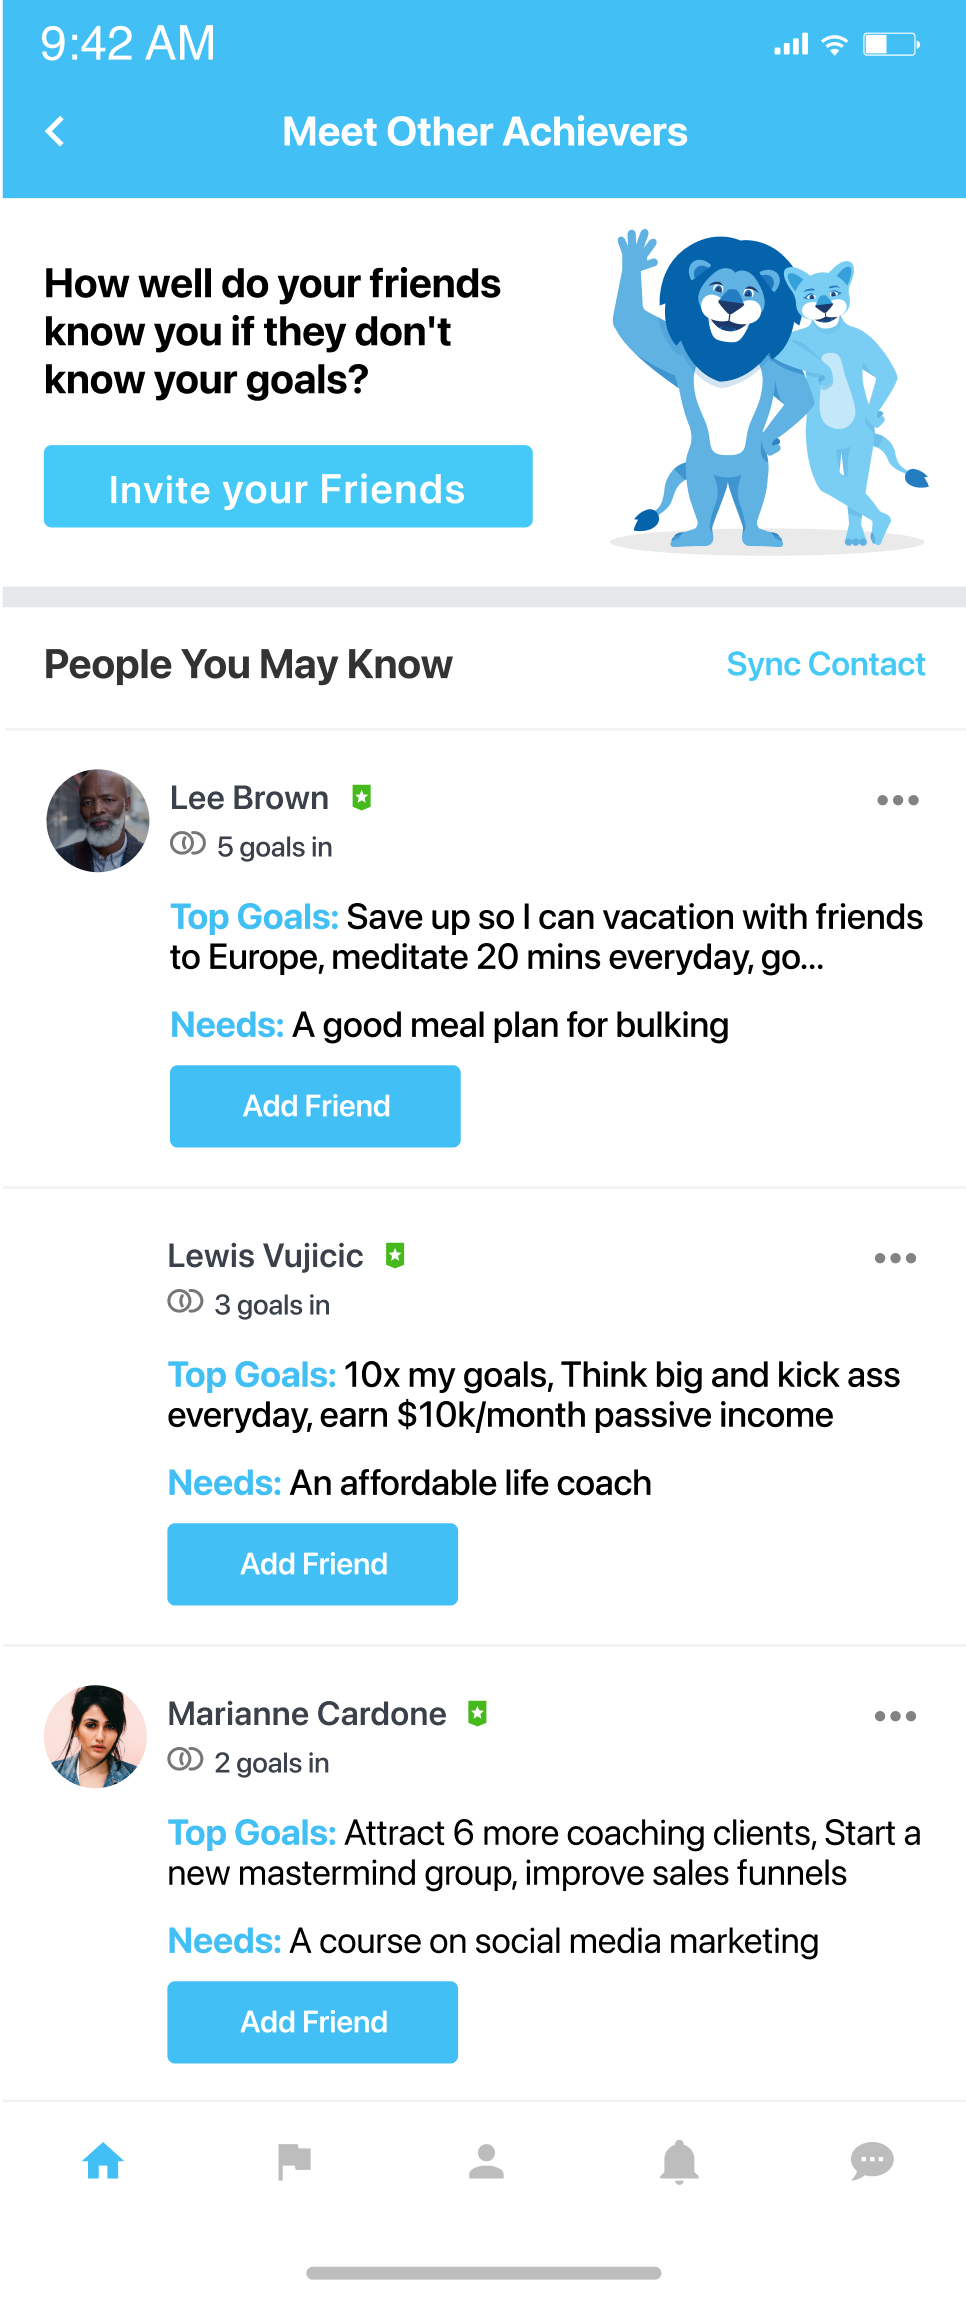 9:42 AM
Meet Other Achievers
How well do your friends
know you if they don't
know your goals?
Invite your Friends
People You May Know
Sync Contact
Lee Brown
5 goals in
Top Goals: Save up so I can vacation with friends
to Europe, meditate 20 mins everyday, go...
Needs: A good meal plan for bulking
Add Friend
Lewis Vujicic
3 goals in
Top Goals: 10x my goals, Think big and kick ass
everyday, earn $10k/month passive income
Needs: An affordable life coach
Add Friend
Marianne Cardone
2 goals in
Top Goals: Attract 6 more coaching clients, Start a
new mastermind group, improve sales funnels
Needs: A course on social media marketing
Add Friend